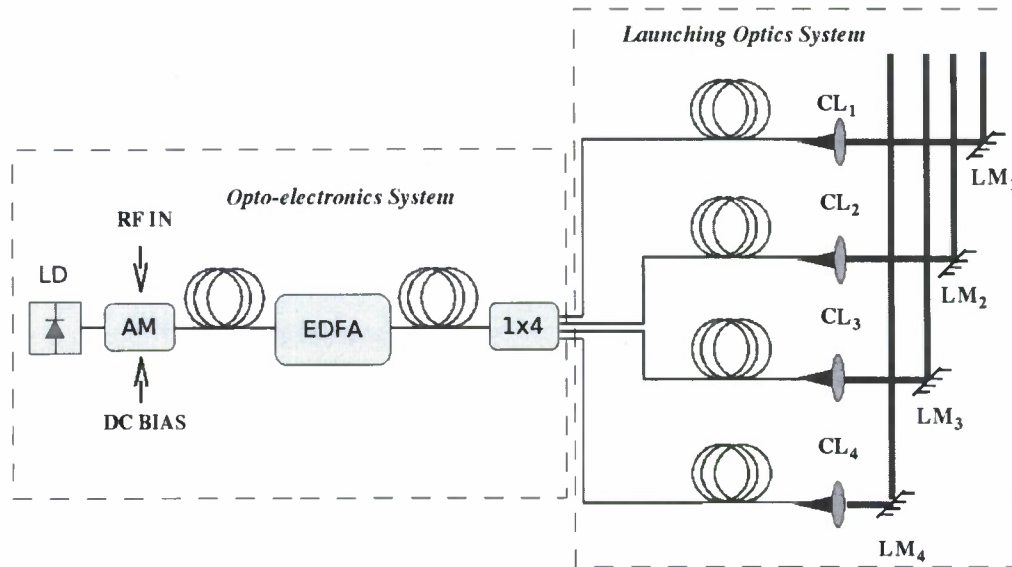 Launching Optics System
CL₁
LM₁
Opto-electronics System
RF IN
CL₂
LD
LM₂
AM
EDFA
1x4
CL₃
DC BIAS
LM₃
CL₄
LM₄